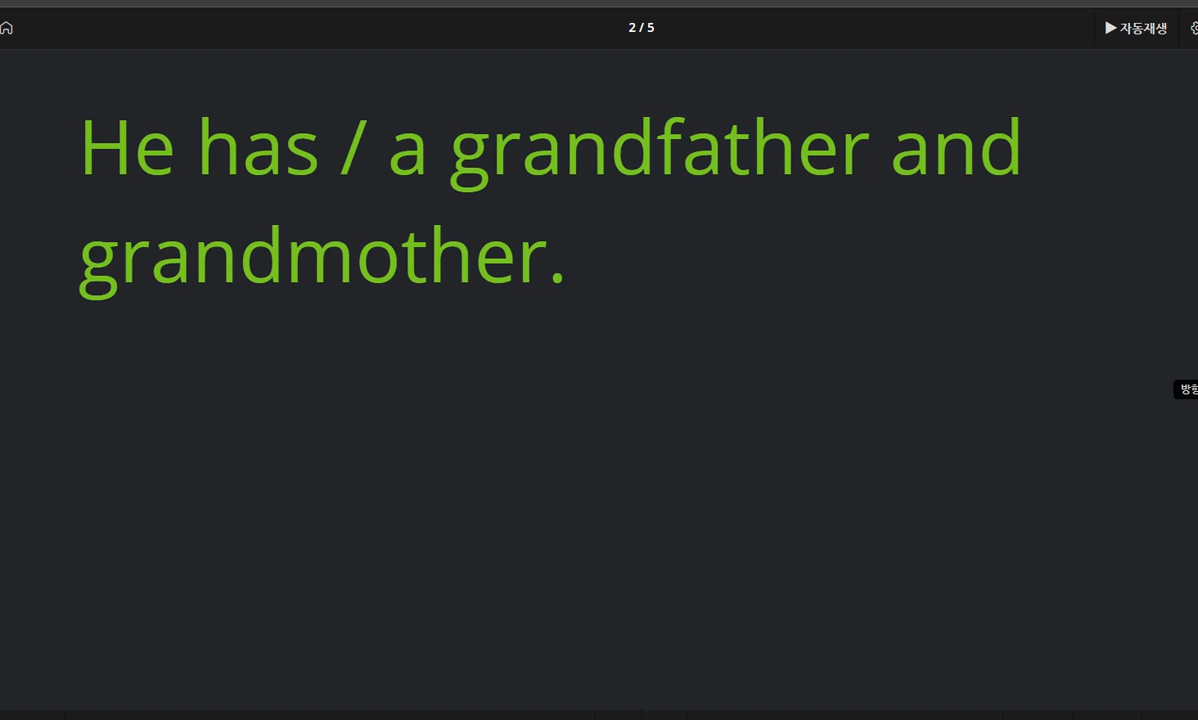 2 / 5
▶ 자동재생
He has / a grandfather and
grandmother.